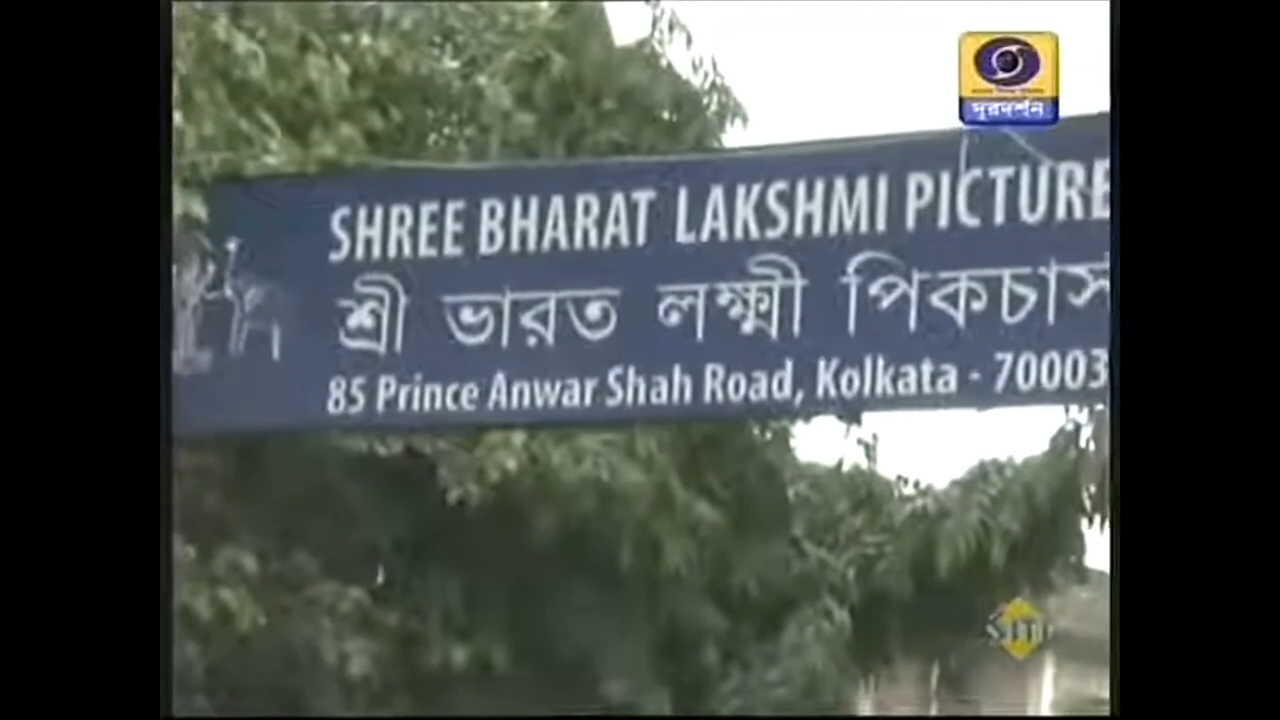 দূরদর্শন
SHREE BHARAT LAKSHMI PICTURE
শ্রী ভারত লক্ষ্মী পিকচার্স
85 Prince Anwar Shah Road, Kolkata - 70003